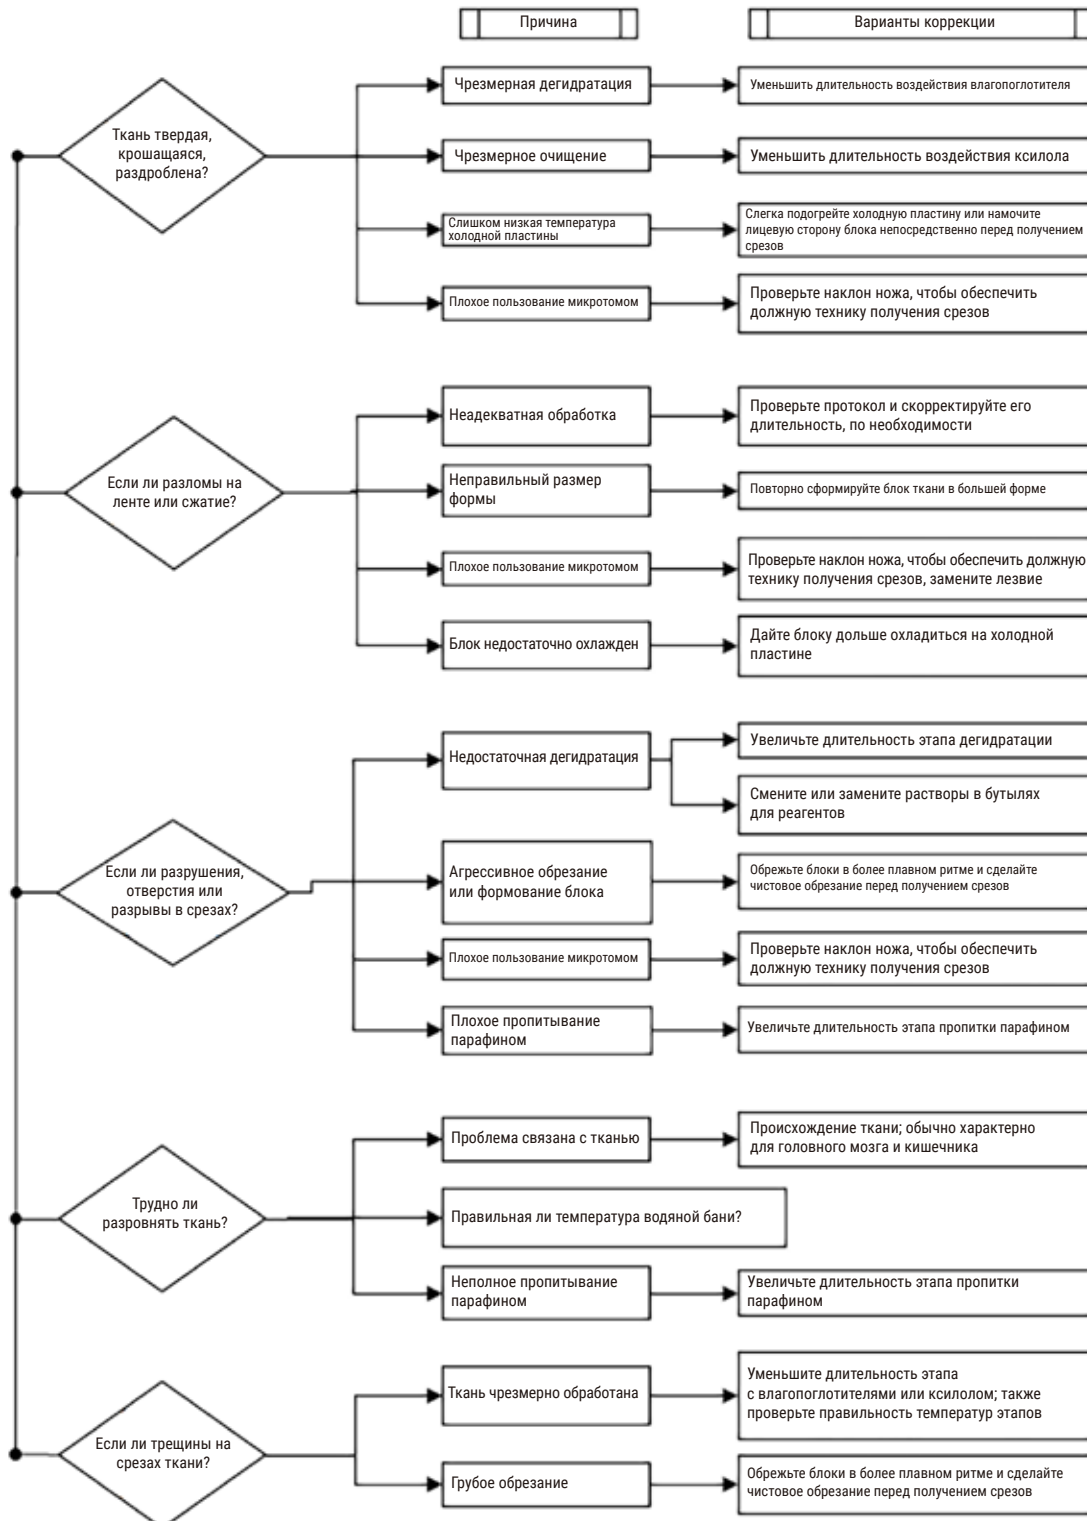 Причина
Варианты коррекции
Ткань твердая,
крошащаяся,
раздроблена?
Чрезмерная дегидратация
Уменьшить длительность воздействия влагопоглотителя
Чрезмерное очищение
Уменьшить длительность воздействия ксилола
Слишком низкая температура
холодной пластины
Слегка подогрейте холодную пластину или намочите
лицевую сторону блока непосредственно перед получением
срезов
Плохое пользование микротомом
Проверьте наклон ножа, чтобы обеспечить
должную технику получения срезов
Если ли разломы на
ленте или сжатие?
Неадекватная обработка
Проверьте протокол и скорректируйте его
длительность, по необходимости
Неправильный размер
формы
Повторно сформируйте блок ткани в большей форме
Плохое пользование микротомом
Проверьте наклон ножа, чтобы обеспечить должную
технику получения срезов, замените лезвие
Блок недостаточно охлажден
Дайте блоку дольше охладиться на холодной
пластине
Если ли разрушения,
отверстия или
разрывы в срезах?
Недостаточная дегидратация
Увеличьте длительность этапа дегидратации
Смените или замените растворы в бутылях
для реагентов
Агрессивное обрезание
или формование блока
Обрежьте блоки в более плавном ритме и сделайте
чистовое обрезание перед получением срезов
Плохое пользование микротомом
Проверьте наклон ножа, чтобы обеспечить
должную технику получения срезов
Плохое пропитывание
парафином
Увеличьте длительность этапа пропитки парафином
Трудно ли
разровнять ткань?
Проблема связана с тканью
Происхождение ткани; обычно характерно
для головного мозга и кишечника
Правильная ли температура водяной бани?
Неполное пропитывание
парафином
Увеличьте длительность этапа пропитки
парафином
Если ли трещины на
срезах ткани?
Ткань чрезмерно обработана
Уменьшите длительность этапа
с влагопоглотителями или ксилолом; также
проверьте правильность температур этапов
Грубое обрезание
Обрежьте блоки в более плавном ритме и сделайте
чистовое обрезание перед получением срезов